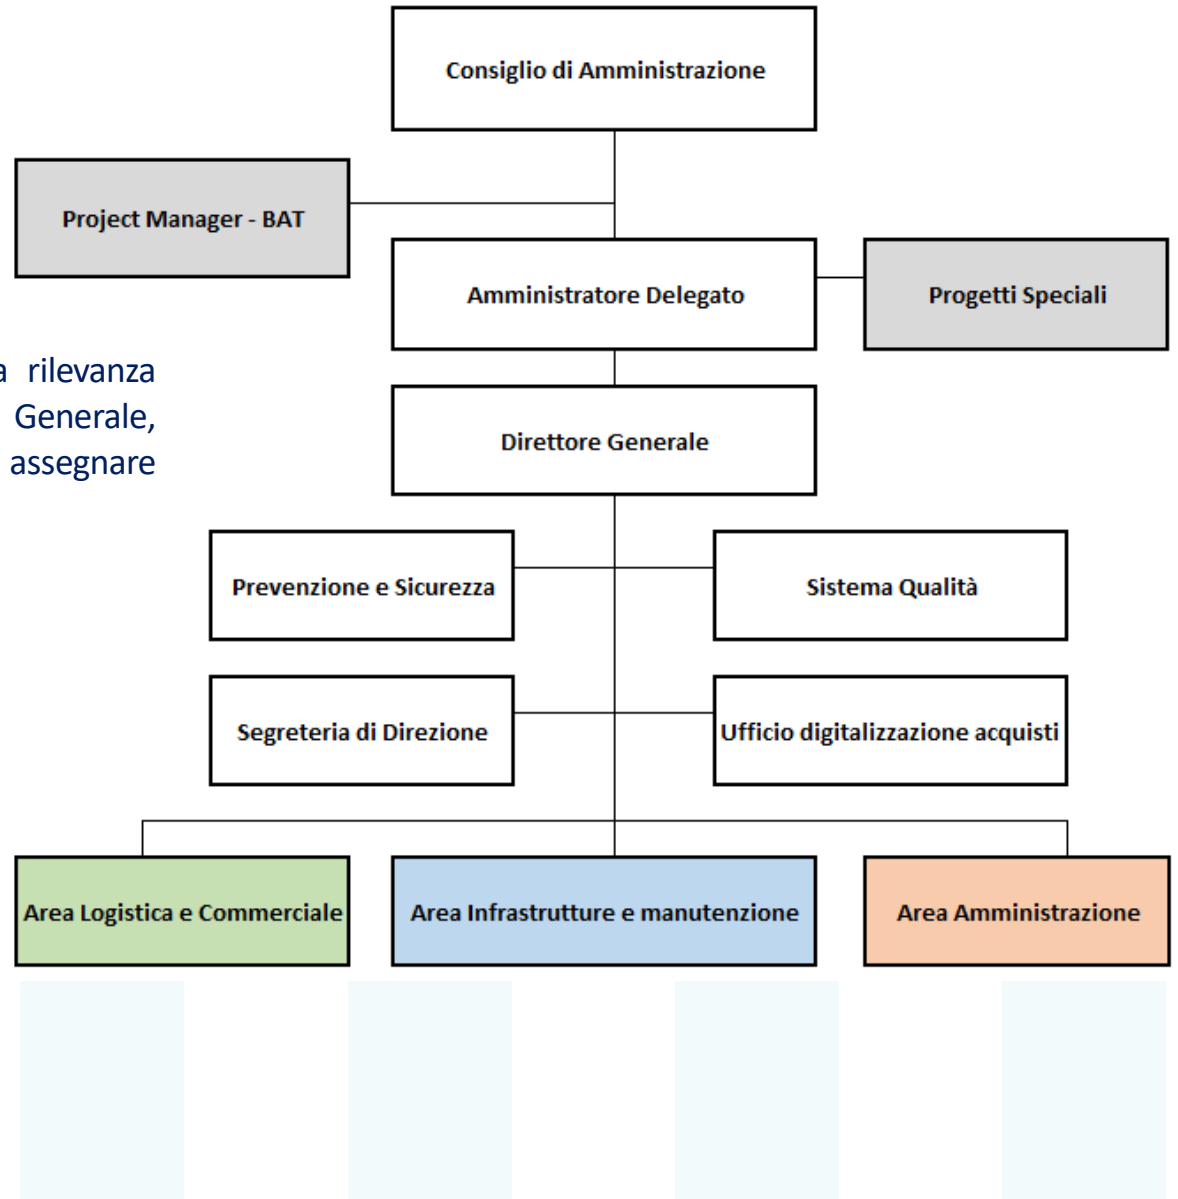 Consiglio di Amministrazione
Project Manager - BAT
Amministratore Delegato
Progetti Speciali
a rilevanza
Generale,
assegnare
Direttore Generale
Prevenzione e Sicurezza
Sistema Qualità
Segreteria di Direzione
Ufficio digitalizzazione acquisti
Area Logistica e Commerciale
Area Infrastrutture e manutenzione
Area Amministrazione